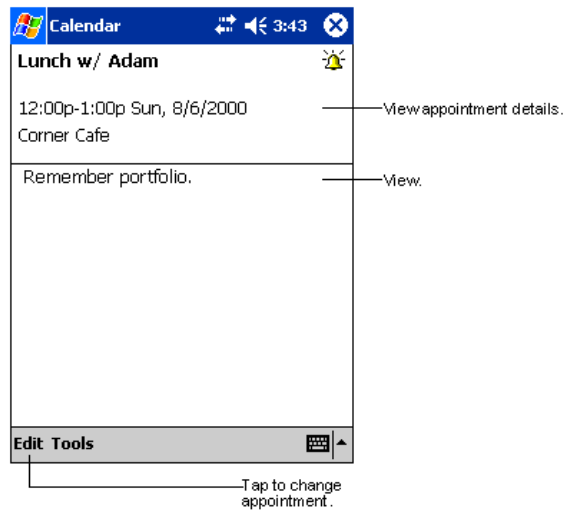 Calendar 3:43
Lunch w/ Adam
12:00p-1:00p Sun, 8/6/2000
View appointment details.
Corner Cafe
Remember portfolio.
View.
Edit Tools
Tap to change
appointment.